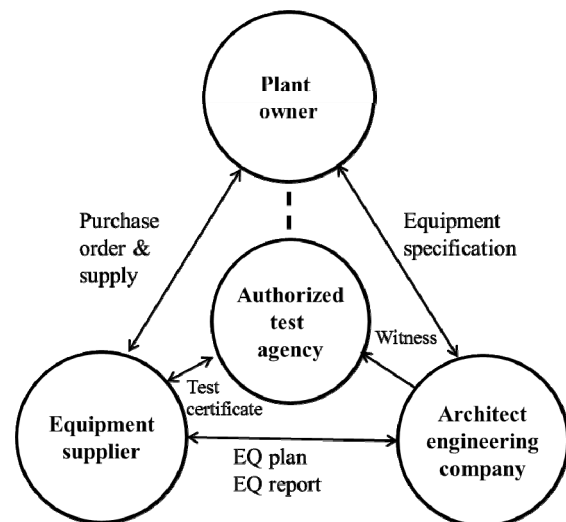 Plant
owner
Purchase
order &
supply
Equipment
specification
Authorized
test
agency
Witness
Test
certificate
Equipment
supplier
EQ plan
EQ report
Architect
engineering
company